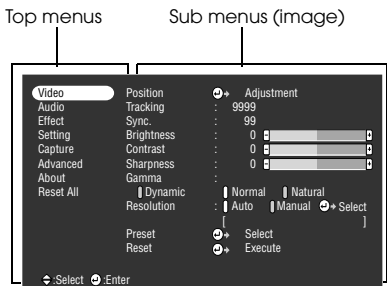 Top menus Sub menus (image)
Video Position Adjustment
Audio Tracking : 9999
Effect Sync. : 99
Setting Brightness : 0
Capture Contrast : 0
Advanced Sharpness : 0
About Gamma :
Reset All Dynamic Normal Natural
Resolution : Auto Manual Select
[ ]
Preset Select
Reset Execute
:Select :Enter